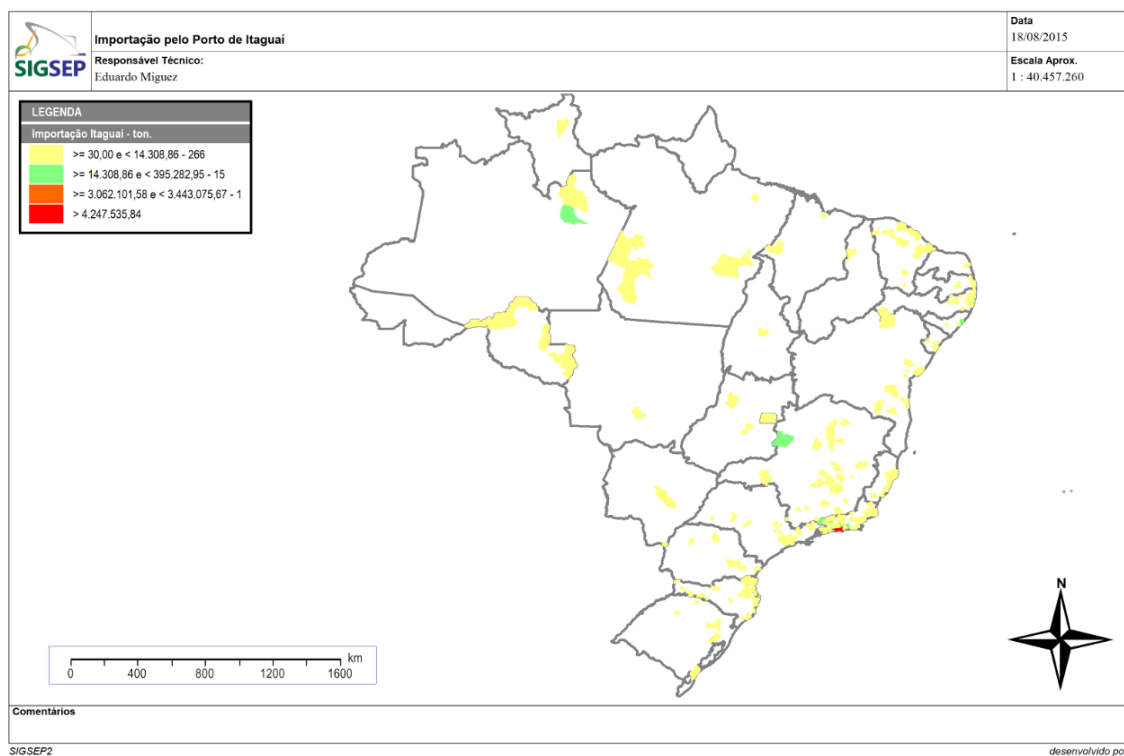 SIGSEP
Importação pelo Porto de Itaguaí
Data
18/08/2015
Responsável Técnico:
Eduardo Miguez
Escala Aprox.
1 : 40.457.260
LEGENDA
Importação Itaguaí - ton.
>= 30,00 e < 14.308,86 - 266
>= 14.308,86 e < 395.282,95 - 15
>= 3.062.101,58 e < 3.443.075,67 - 1
> 4.247.535,84
N
km
0 400 800 1200 1600
Comentários
SIGSEP2
desenvolvido po